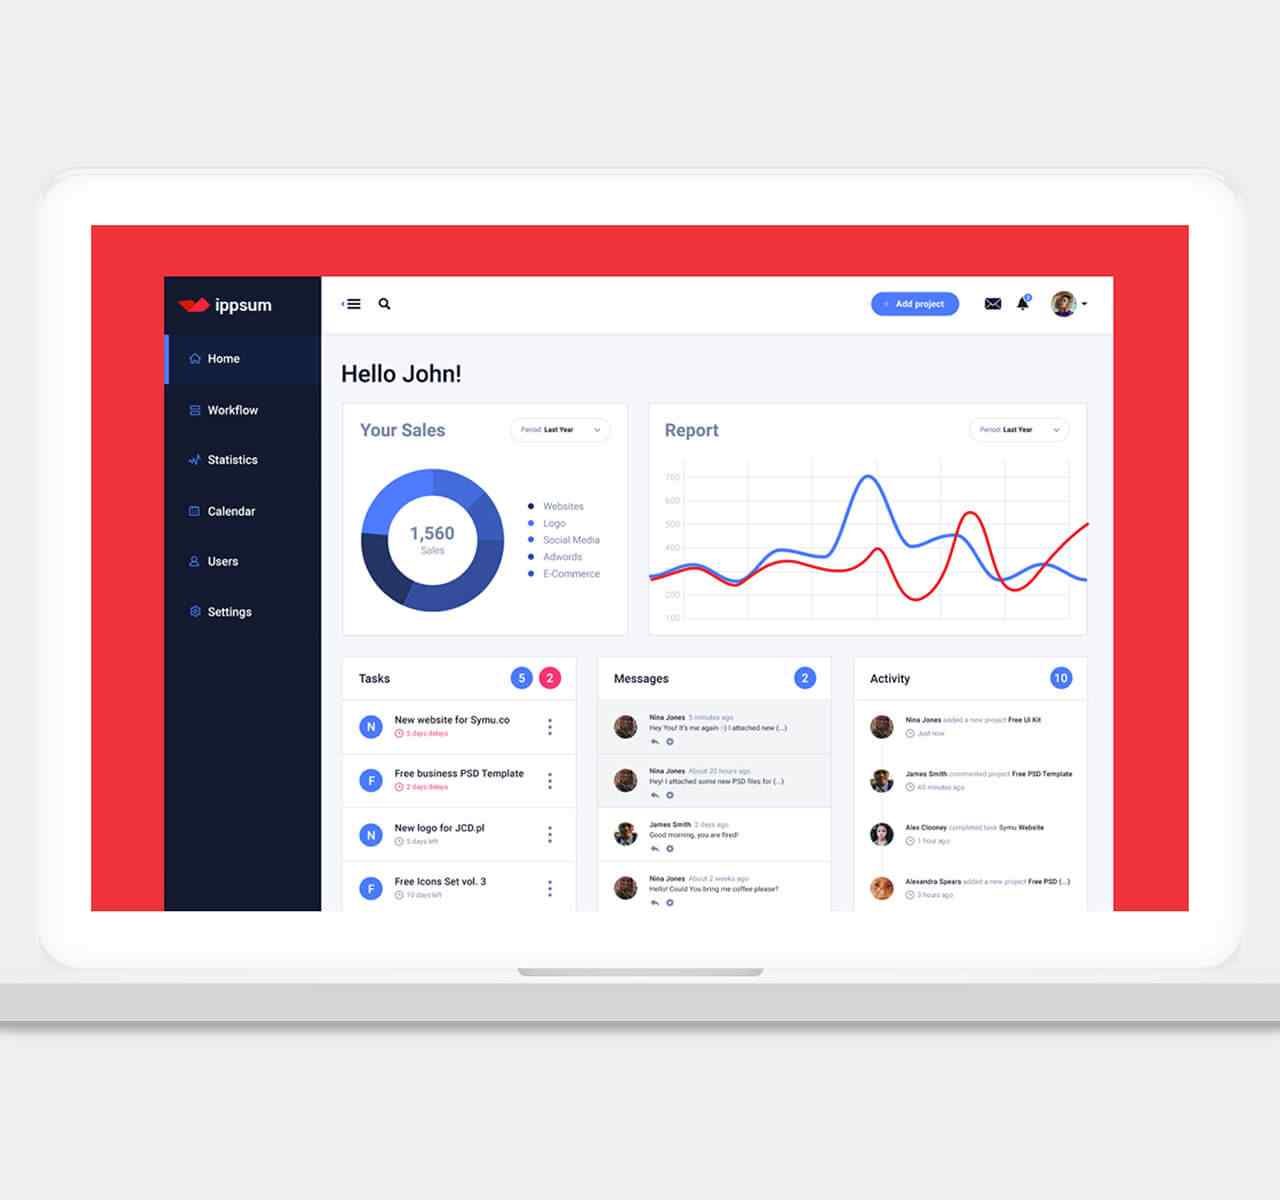 ippsum
Add project
Home
Workflow
Statistics
Calendar
Users
Settings
Hello John!
Your Sales
Period: Last Year
1,560
Sales
Websites
Logo
Social Media
Adwords
E-Commerce
Report
Period: Last Year
700
600
500
400
200
100
Tasks 5 2
N New website for Symu.co
5 days delays
F Free business PSD Template
2 days delays
N New logo for JCD.pl
5 days left
F Free Icons Set vol. 3
10 days left
Messages 2
Nina Jones 5 minutes ago
Hey You! It's me again :-) I attached new (...)
Nina Jones About 20 hours ago
Hey! I attached some new PSD files for (...)
James Smith 2 days ago
Good morning, you are fired!
Nina Jones About 2 weeks ago
Hello! Could You bring me coffee please?
Activity 10
Nina Jones added a new project Free UI Kit
Just now
James Smith commented project Free PSD Template
40 minutes ago
Alex Clooney completed task Symu Website
1 hour ago
Alexandra Spears added a new project Free PSD (...)
3 hours ago